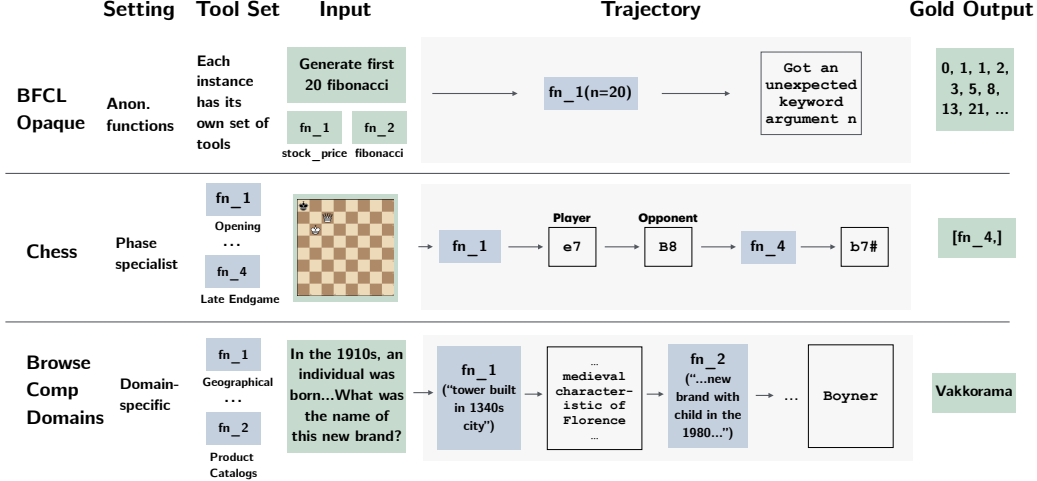 Setting
Tool Set
Input
Trajectory
Gold Output
BFCL
Opaque
Anon.
functions
Each
instance
has its
own set of
tools
Generate first
20 fibonacci
fn_1
stock_price
fn_2
fibonacci
fn_1(n=20)
Got an
unexpected
keyword
argument n
0, 1, 1, 2,
3, 5, 8,
13, 21, ...
Chess
Phase
specialist
fn_1
Opening
...
fn_4
Late Endgame
fn_1
Player
e7
Opponent
B8
fn_4
b7#
[fn_4,]
Browse
Comp
Domains
Domain-
specific
fn_1
Geographical
...
fn_2
Product
Catalogs
In the 1910s, an
individual was
born...What was
the name of
this new brand?
fn_1
("tower built
in 1340s
city")
...
medieval
character-
istic of
Florence
...
fn_2
("...new
brand with
child in the
1980...")
...
Boyner
Vakkorama